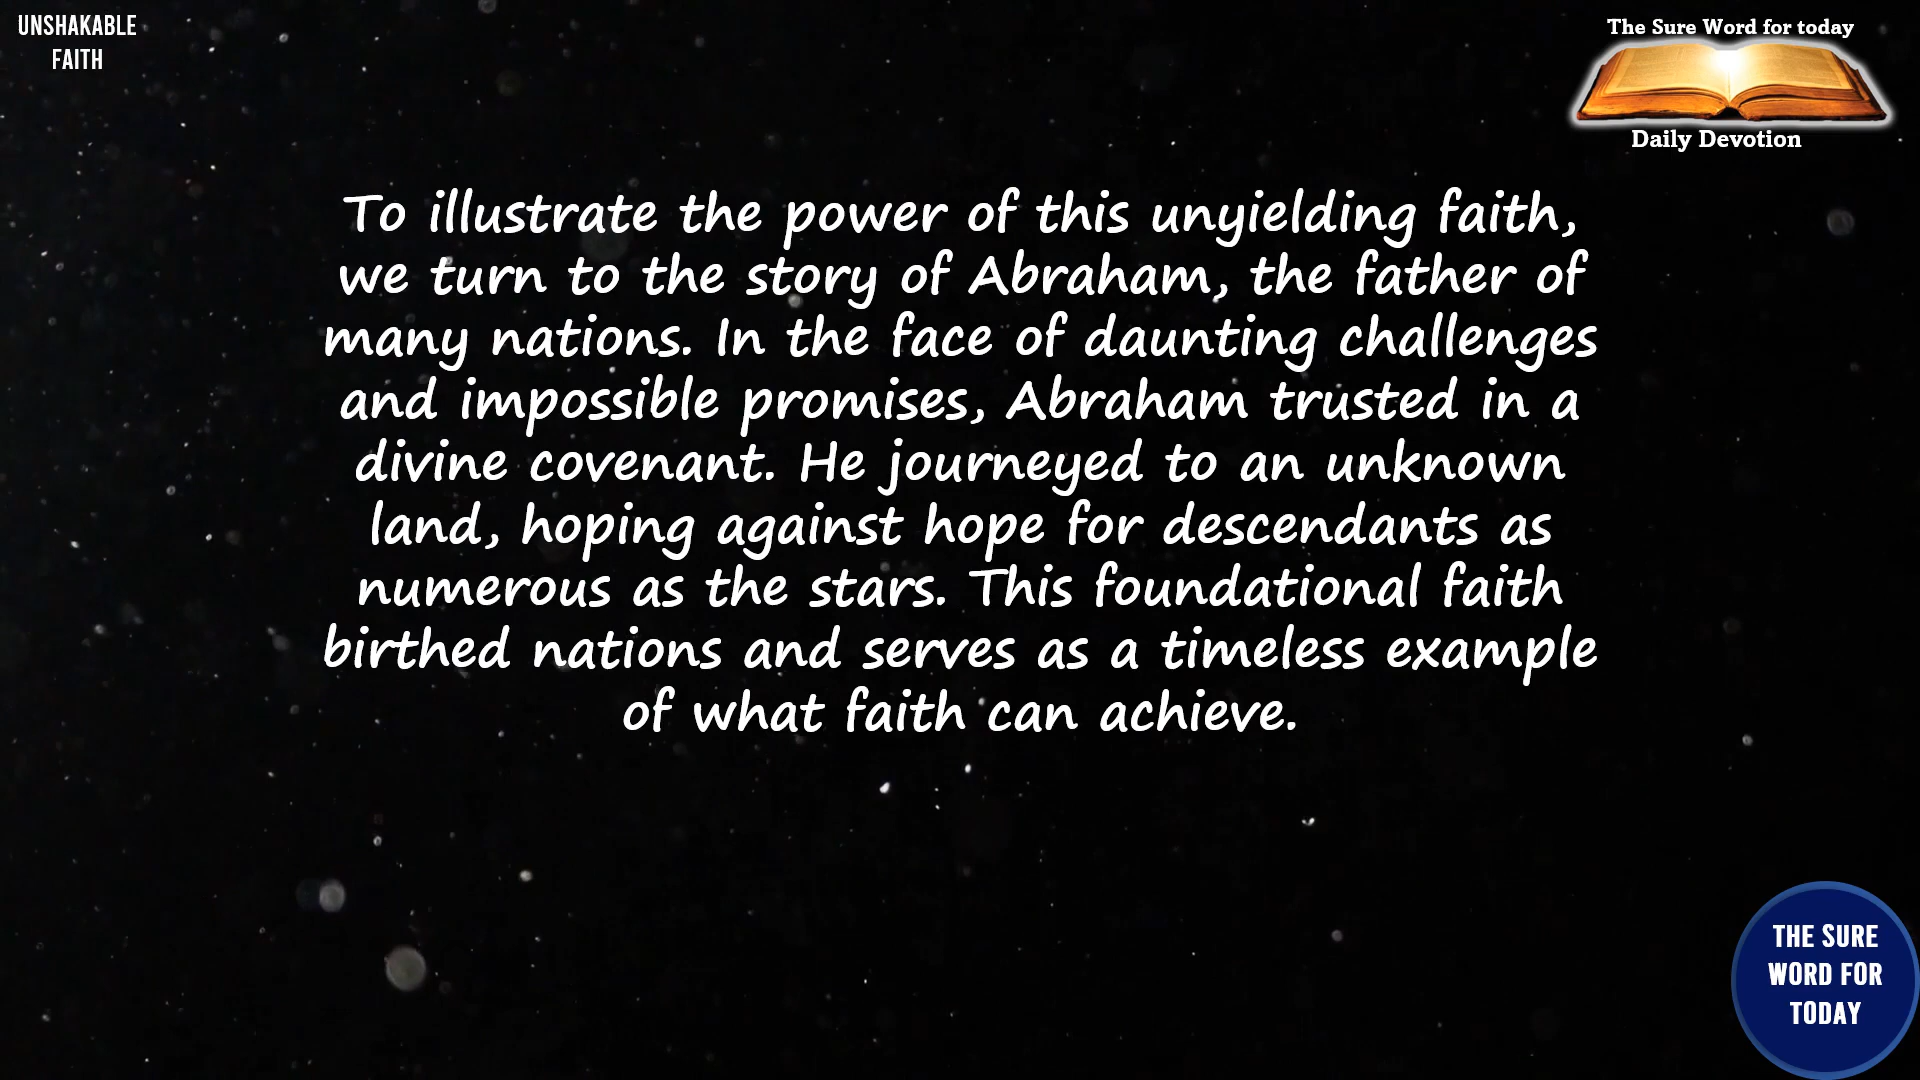 UNSHAKABLE
FAITH
The Sure Word for today
Daily Devotion
To illustrate the power of this unyielding faith,
we turn to the story of Abraham, the father of
many nations. In the face of daunting challenges
and impossible promises, Abraham trusted in a
divine covenant. He journeyed to an unknown
land, hoping against hope for descendants as
numerous as the stars. This foundational faith
birthed nations and serves as a timeless example
of what faith can achieve.
THE SURE
WORD FOR
TODAY